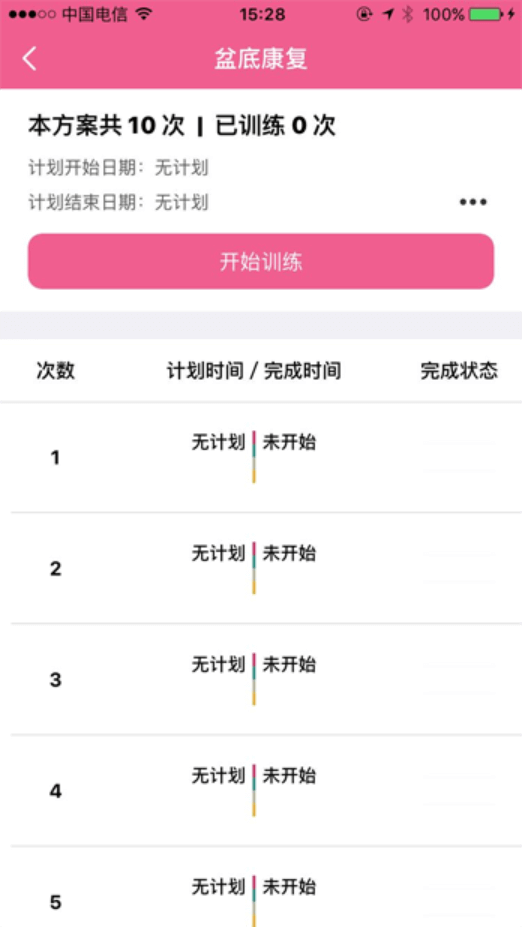 中国电信 15:28 100%
盆底康复
本方案共 10 次 | 已训练 0 次
计划开始日期：无计划
计划结束日期：无计划
开始训练
次数 计划时间 / 完成时间 完成状态
1 无计划 未开始
2 无计划 未开始
3 无计划 未开始
4 无计划 未开始
5 无计划 未开始